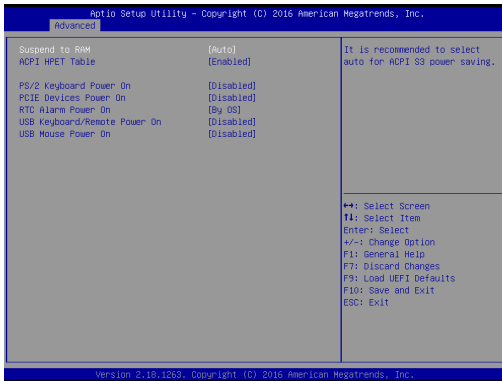 Aptio Setup Utility - Copyright (C) 2016 American Megatrends, Inc.
Advanced
Suspend to RAM [Auto]
ACPI HPET Table [Enabled]
PS/2 Keyboard Power On [Disabled]
PCIE Devices Power On [Disabled]
RTC Alarm Power On [By OS]
USB Keyboard/Remote Power On [Disabled]
USB Mouse Power On [Disabled]
It is recommended to select
auto for ACPI S3 power saving.
↔: Select Screen
↑↓: Select Item
Enter: Select
+/-: Change Option
F1: General Help
F7: Discard Changes
F9: Load UEFI Defaults
F10: Save and Exit
ESC: Exit
Version 2.18.1263. Copyright (C) 2016 American Megatrends, Inc.